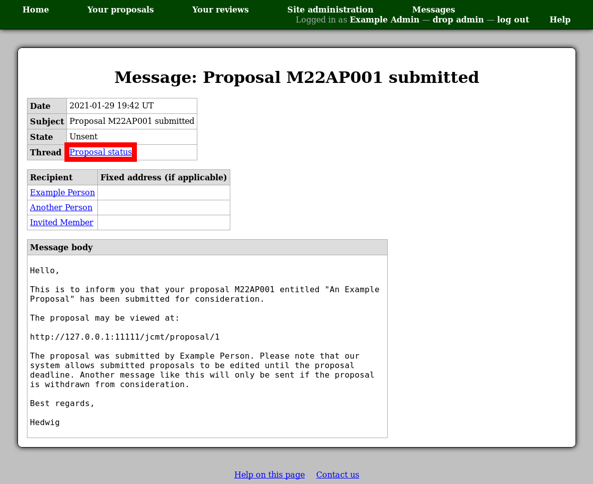 Home Your proposals Your reviews Site administration Messages
Logged in as Example Admin — drop admin — log out Help
Message: Proposal M22AP001 submitted
Date 2021-01-29 19:42 UT
Subject Proposal M22AP001 submitted
State Unsent
Thread Proposal status
Recipient Fixed address (if applicable)
Example Person
Another Person
Invited Member
Message body
Hello,
This is to inform you that your proposal M22AP001 entitled "An Example
Proposal" has been submitted for consideration.
The proposal may be viewed at:
http://127.0.0.1:11111/jcmt/proposal/1
The proposal was submitted by Example Person. Please note that our
system allows submitted proposals to be edited until the proposal
deadline. Another message like this will only be sent if the proposal
is withdrawn from consideration.
Best regards,
Hedwig
Help on this page Contact us